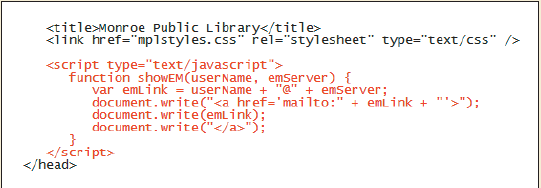 <title>Monroe Public Library</title>
<link href="mplstyles.css" rel="stylesheet" type="text/css" />
<script type="text/javascript">
function showEM(userName, emServer) {
var emLink = userName + "@" + emServer;
document.write("<a href='mailto:" + emLink + "'>");
document.write(emLink);
document.write("</a>");
}
</script>
</head>